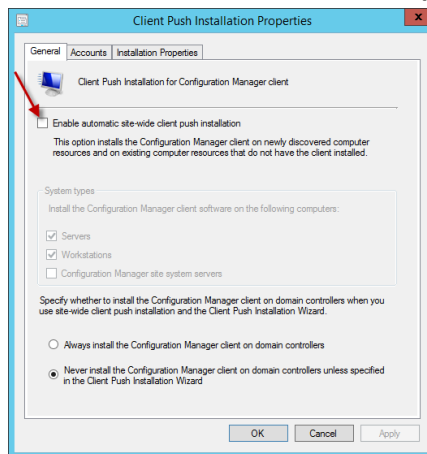 Client Push Installation Properties
x
General Accounts Installation Properties
Client Push Installation for Configuration Manager client
Enable automatic site-wide client push installation
This option installs the Configuration Manager client on newly discovered computer
resources and on existing computer resources that do not have the client installed.
System types
Install the Configuration Manager client software on the following computers:
Servers
Workstations
Configuration Manager site system servers
Specify whether to install the Configuration Manager client on domain controllers when you
use site-wide client push installation and the Client Push Installation Wizard.
Always install the Configuration Manager client on domain controllers
Never install the Configuration Manager client on domain controllers unless specified
in the Client Push Installation Wizard
OK Cancel Apply